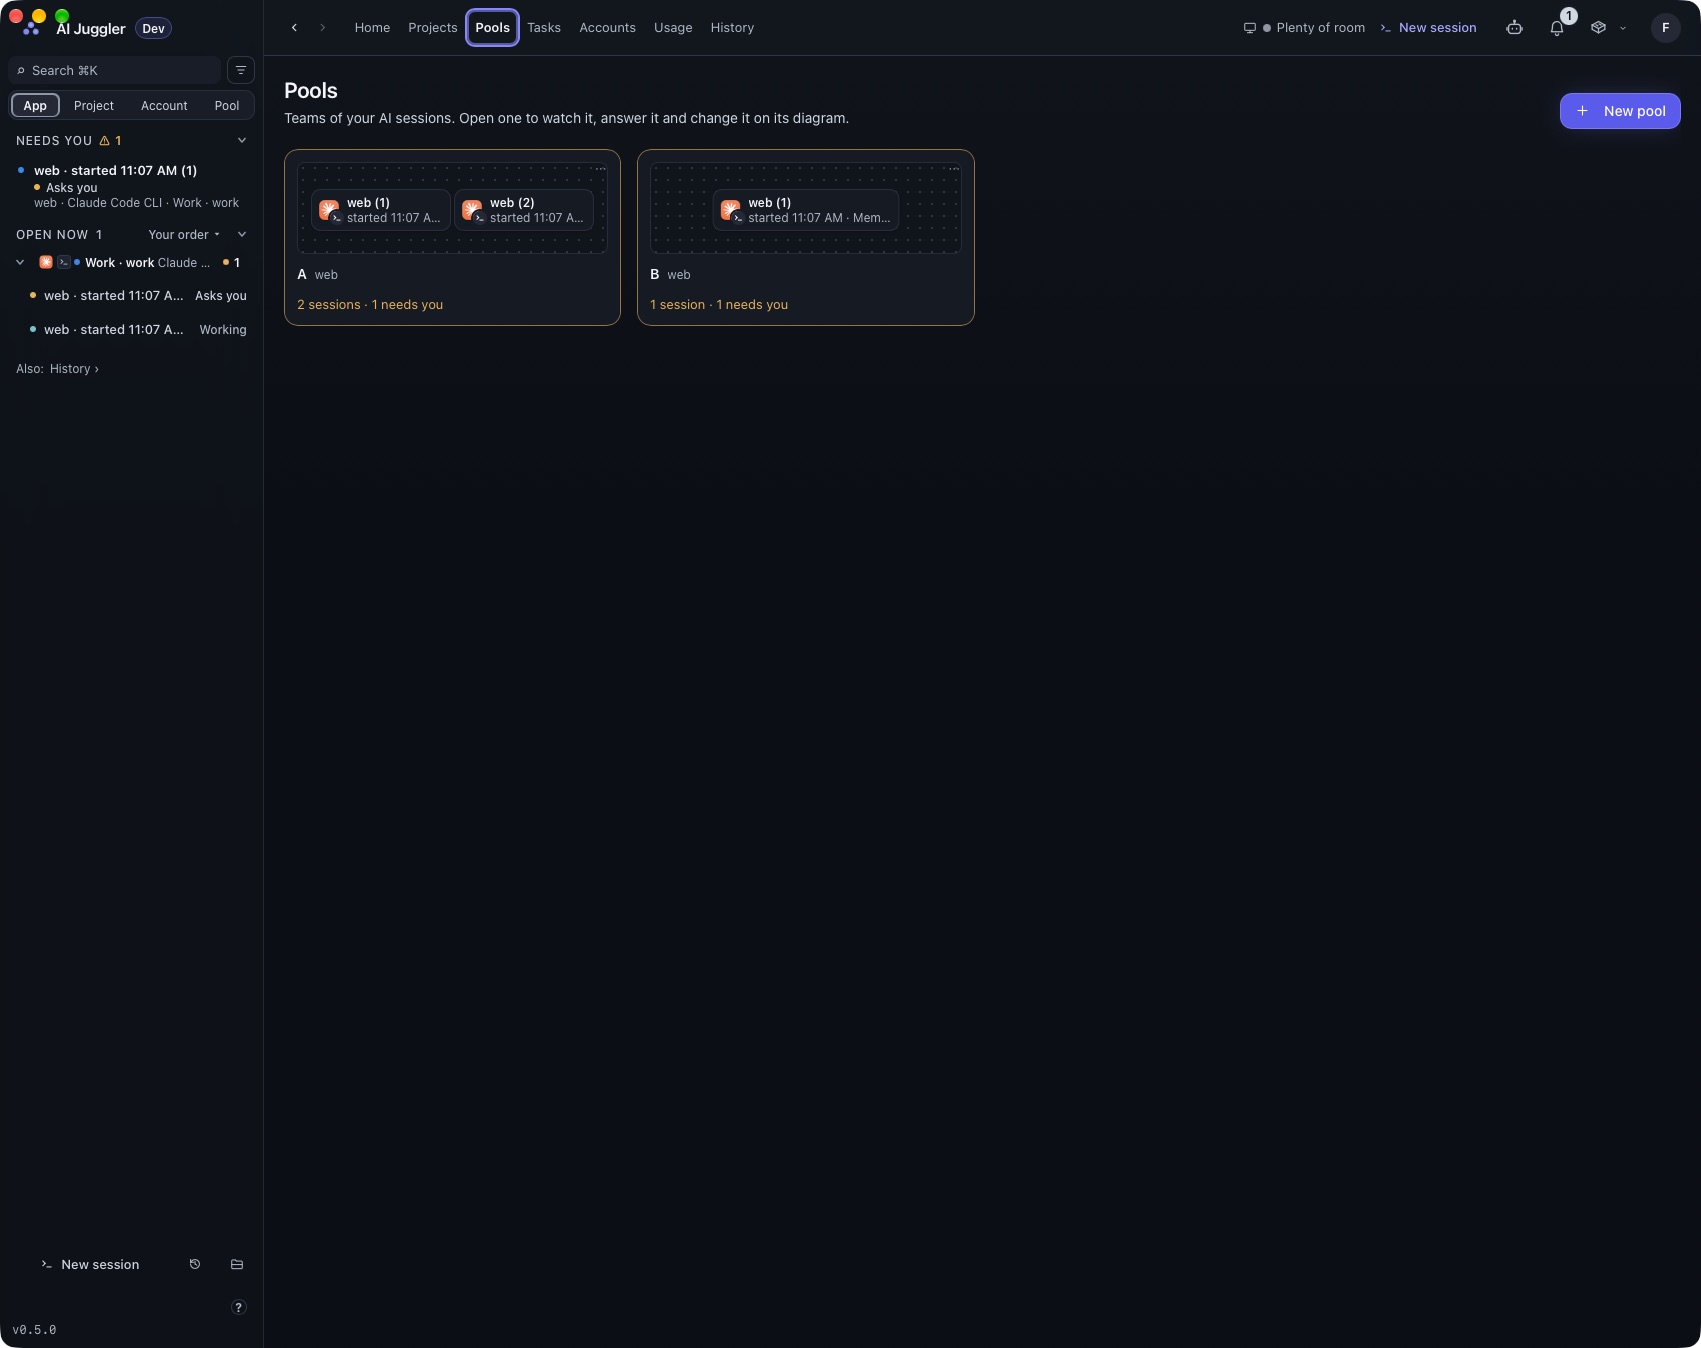 AI Juggler Dev
Search ⌘K
App Project Account Pool
NEEDS YOU 1
web · started 11:07 AM (1)
Asks you
web · Claude Code CLI · Work · work
OPEN NOW 1 Your order
Work · work Claude ... 1
web · started 11:07 A... Asks you
web · started 11:07 A... Working
Also: History ›
New session
?
v0.5.0
Home Projects Pools Tasks Accounts Usage History
Plenty of room New session 1 F
Pools
Teams of your AI sessions. Open one to watch it, answer it and change it on its diagram.
+ New pool
web (1)
started 11:07 A...
web (2)
started 11:07 A...
A web
2 sessions · 1 needs you
web (1)
started 11:07 AM · Mem...
B web
1 session · 1 needs you